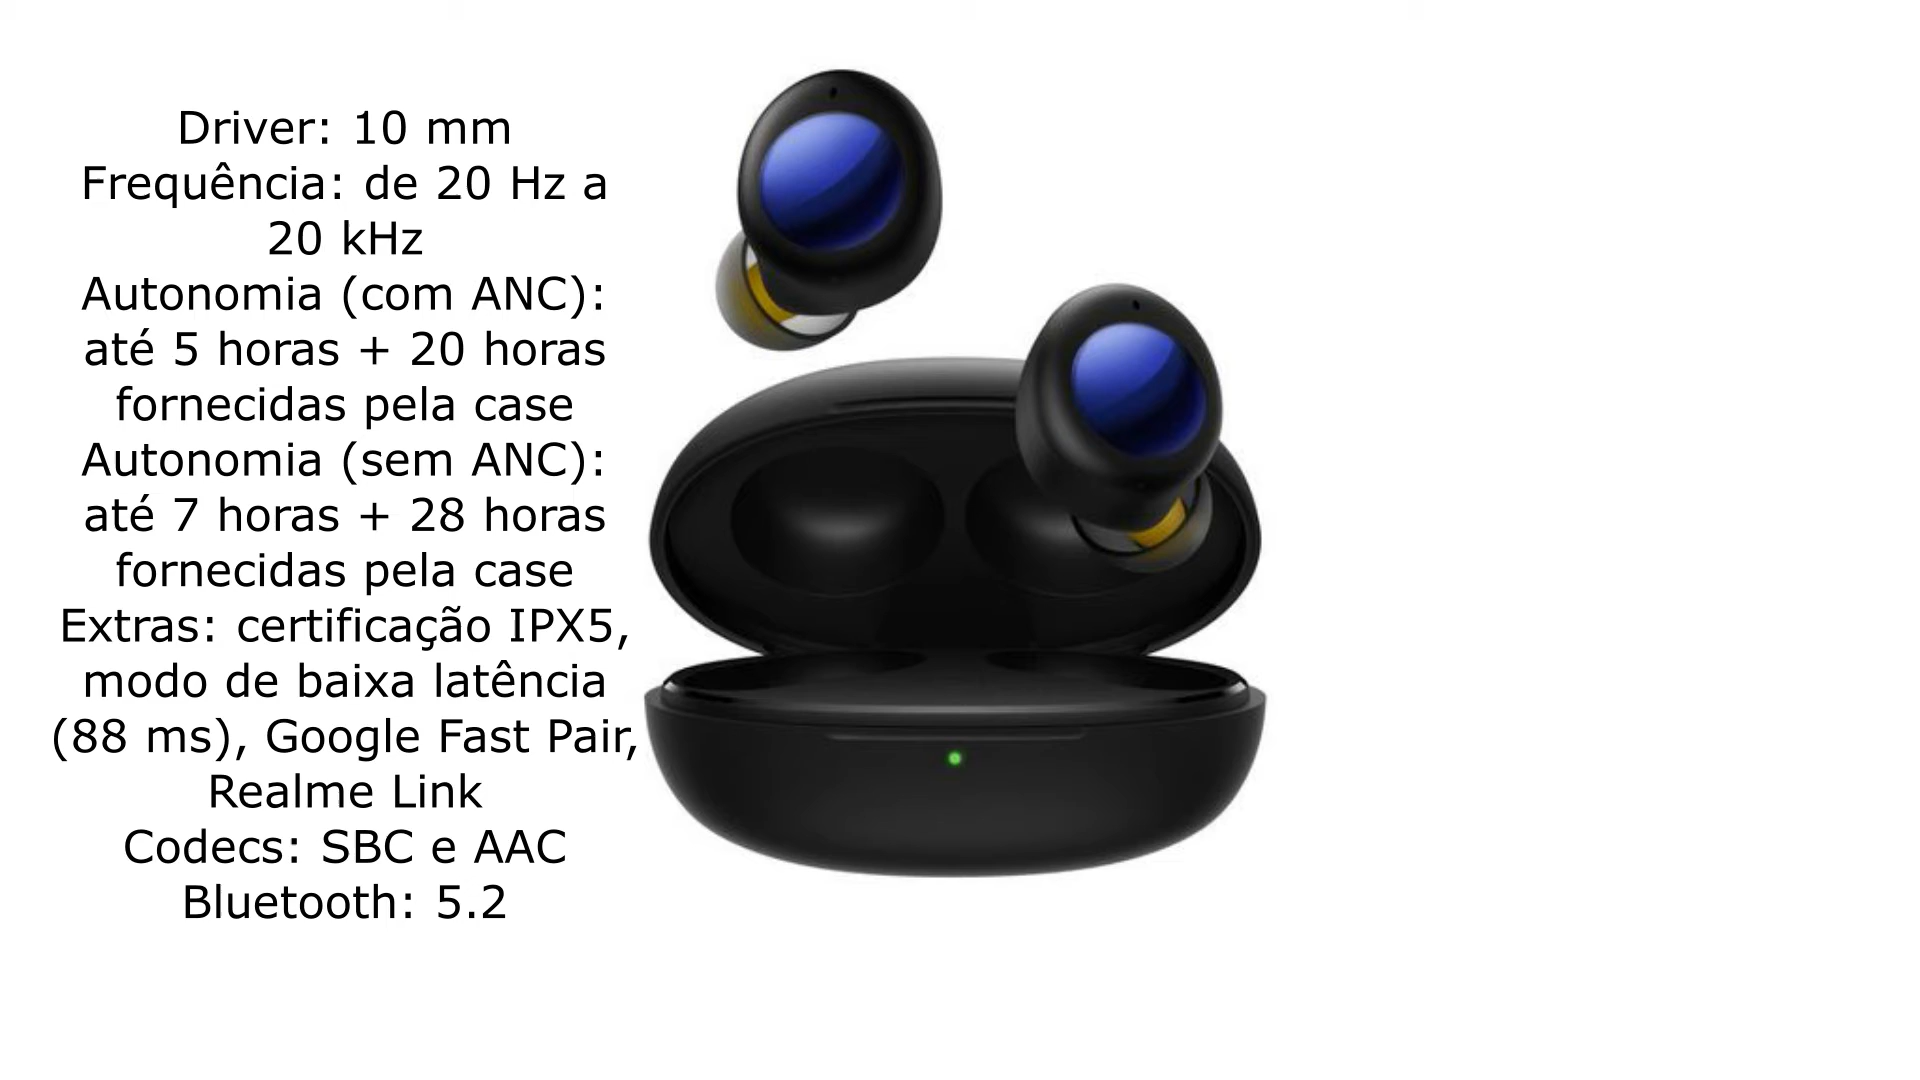 Driver: 10 mm
Frequência: de 20 Hz a
20 kHz
Autonomia (com ANC):
até 5 horas + 20 horas
fornecidas pela case
Autonomia (sem ANC):
até 7 horas + 28 horas
fornecidas pela case
Extras: certificação IPX5,
modo de baixa latência
(88 ms), Google Fast Pair,
Realme Link
Codecs: SBC e AAC
Bluetooth: 5.2